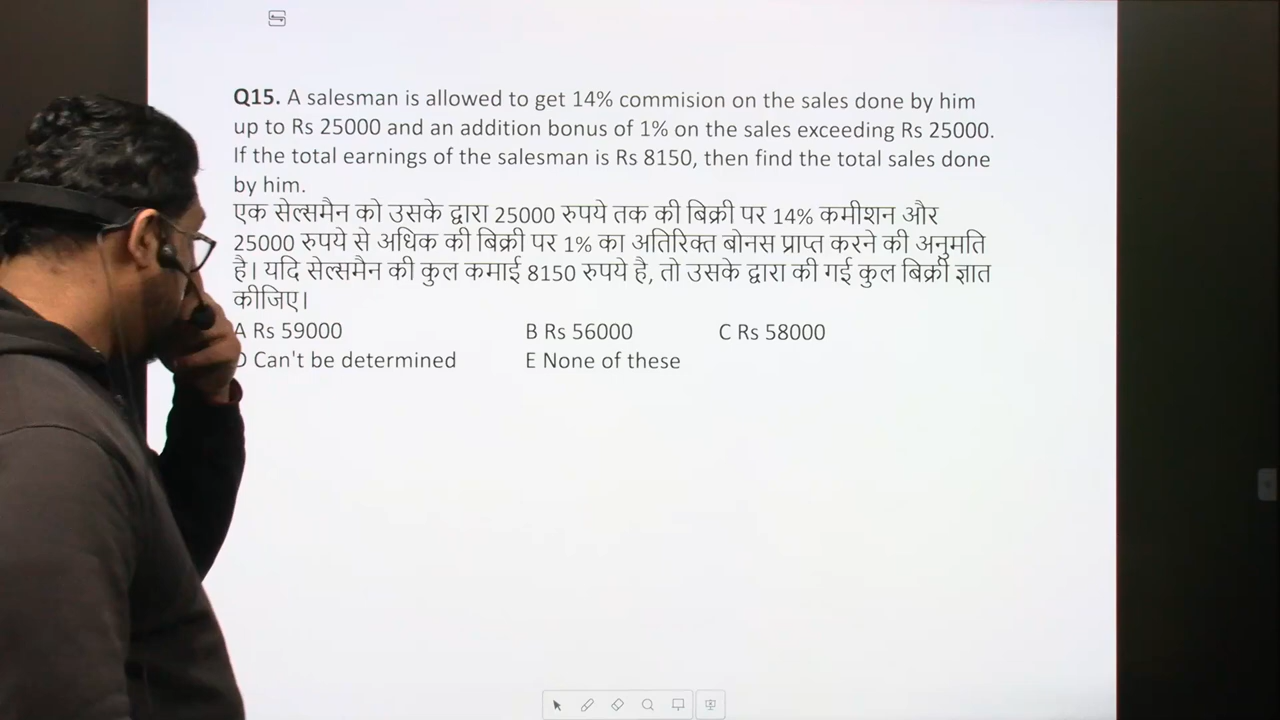 Q15. A salesman is allowed to get 14% commision on the sales done by him
up to Rs 25000 and an addition bonus of 1% on the sales exceeding Rs 25000.
If the total earnings of the salesman is Rs 8150, then find the total sales done
by him.
एक सेल्समैन को उसके द्वारा 25000 रुपये तक की बिक्री पर 14% कमीशन और
25000 रुपये से अधिक की बिक्री पर 1% का अतिरिक्त बोनस प्राप्त करने की अनुमति
है। यदि सेल्समैन की कुल कमाई 8150 रुपये है, तो उसके द्वारा की गई कुल बिक्री ज्ञात
कीजिए।
A Rs 59000 B Rs 56000 C Rs 58000
D Can't be determined E None of these